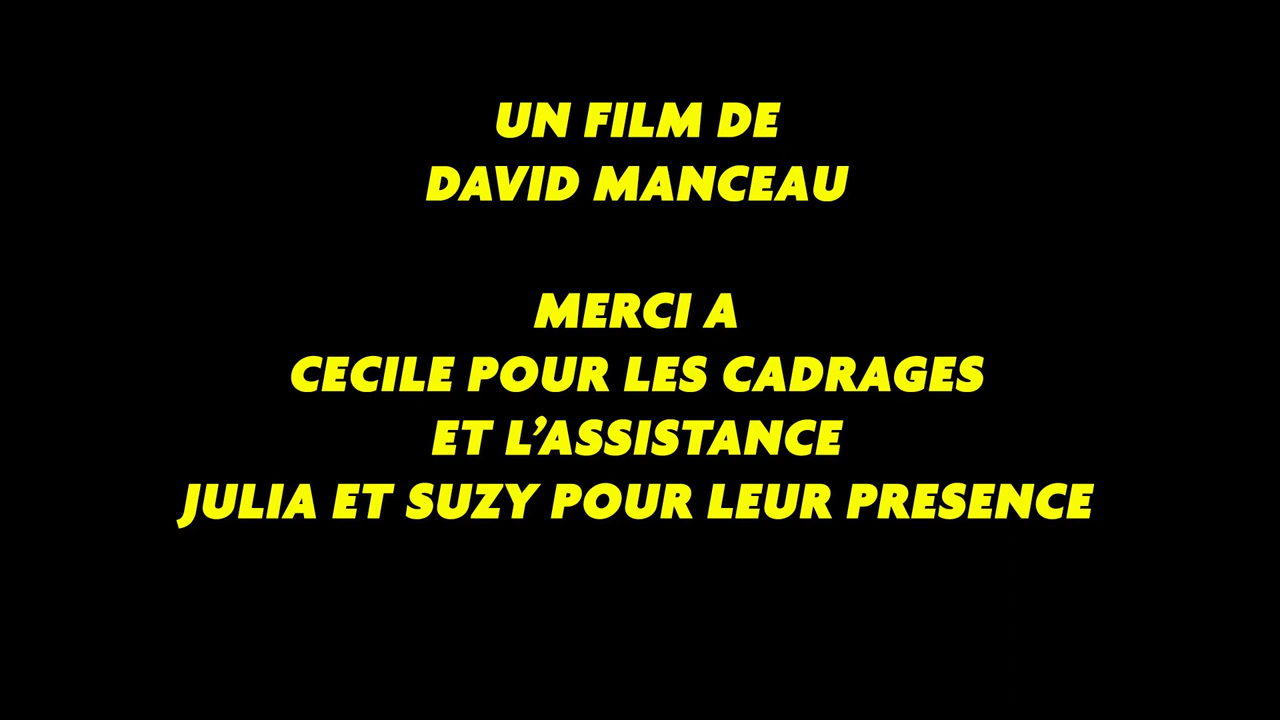 UN FILM DE
DAVID MANCEAU
MERCI A
CECILE POUR LES CADRAGES
ET L’ASSISTANCE
JULIA ET SUZY POUR LEUR PRESENCE